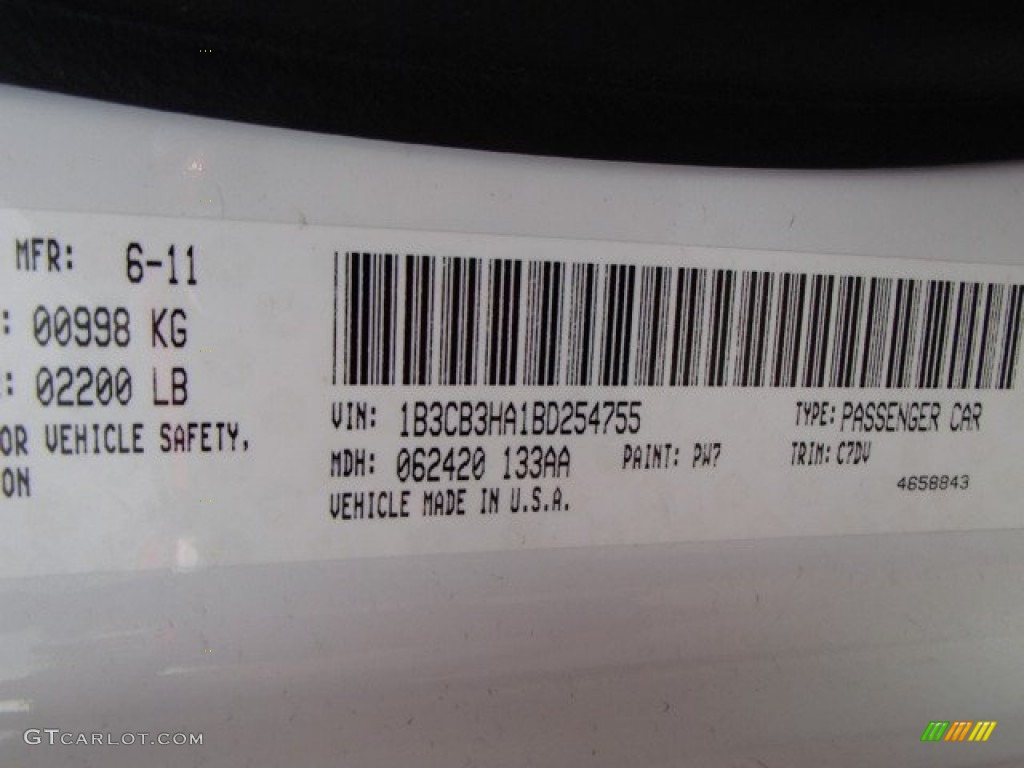 MFR: 6-11
: 00998 KG
: 02200 LB
OR VEHICLE SAFETY,
ON
VIN: 1B3CB3HA1BD254755 TYPE: PASSENGER CAR
MDH: 062420 133AA PAINT: PW7 TRIM: C7DV
4658843
VEHICLE MADE IN U.S.A.
GTCARLOT.COM